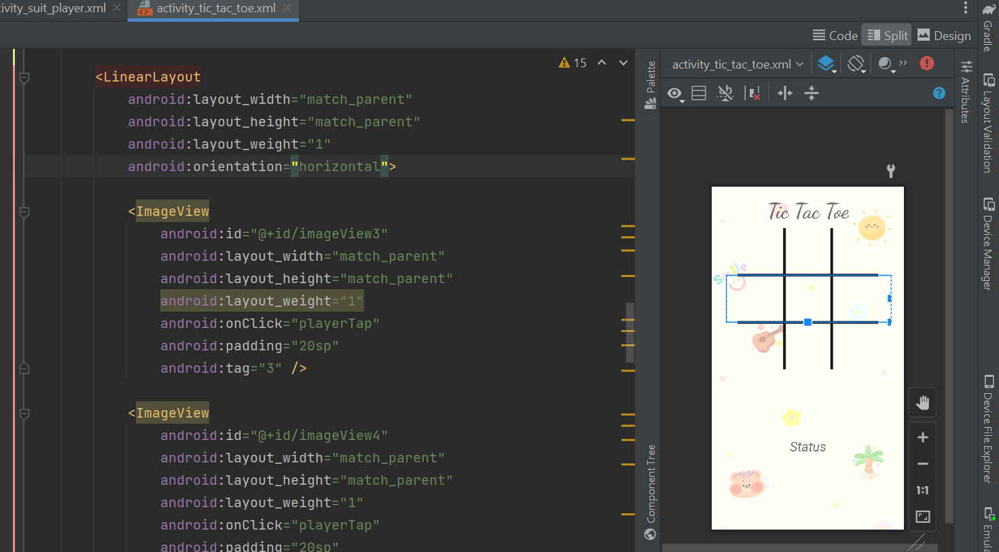 tivity_suit_player.xml
activity_tic_tac_toe.xml
Code
Split
Design
15
<LinearLayout
android:layout_width="match_parent"
android:layout_height="match_parent"
android:layout_weight="1"
android:orientation="horizontal">
<ImageView
android:id="@+id/imageView3"
android:layout_width="match_parent"
android:layout_height="match_parent"
android:layout_weight="1"
android:onClick="playerTap"
android:padding="20sp"
android:tag="3" />
<ImageView
android:id="@+id/imageView4"
android:layout_width="match_parent"
android:layout_height="match_parent"
android:layout_weight="1"
android:onClick="playerTap"
android:padding="20sp"
Palette
Component Tree
activity_tic_tac_toe.xml
ab
Tic Tac Toe
smile
Status
1:1
Attributes
Gradle
Layout Validation
Device Manager
Device File Explorer
Emula